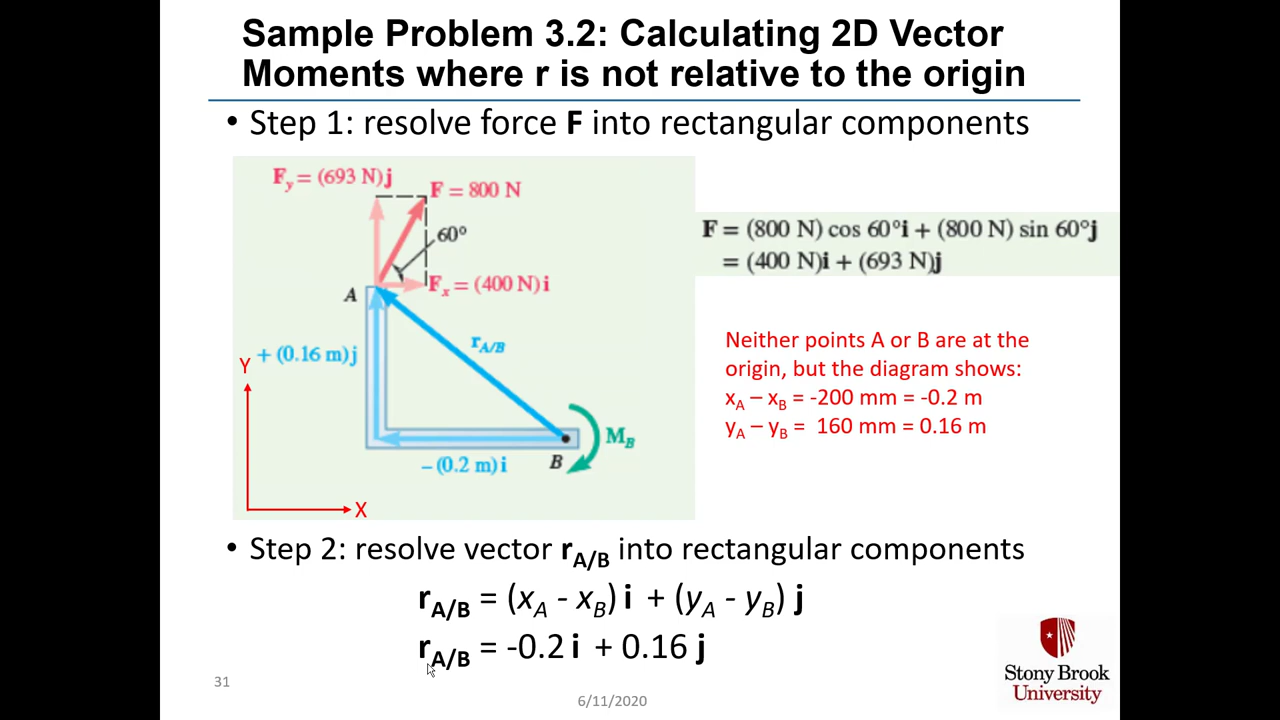 Sample Problem 3.2: Calculating 2D Vector
Moments where r is not relative to the origin
• Step 1: resolve force F into rectangular components
Fy = (693 N)j
F = 800 N
60°
Fx = (400 N)i
A
rA/B
+ (0.16 m)j
Y
MB
– (0.2 m)i
B
X
F = (800 N) cos 60°i + (800 N) sin 60°j
= (400 N)i + (693 N)j
Neither points A or B are at the
origin, but the diagram shows:
xA – xB = -200 mm = -0.2 m
yA – yB = 160 mm = 0.16 m
• Step 2: resolve vector rA/B into rectangular components
rA/B = (xA - xB) i + (yA - yB) j
rA/B = -0.2 i + 0.16 j
31
6/11/2020
Stony Brook
University